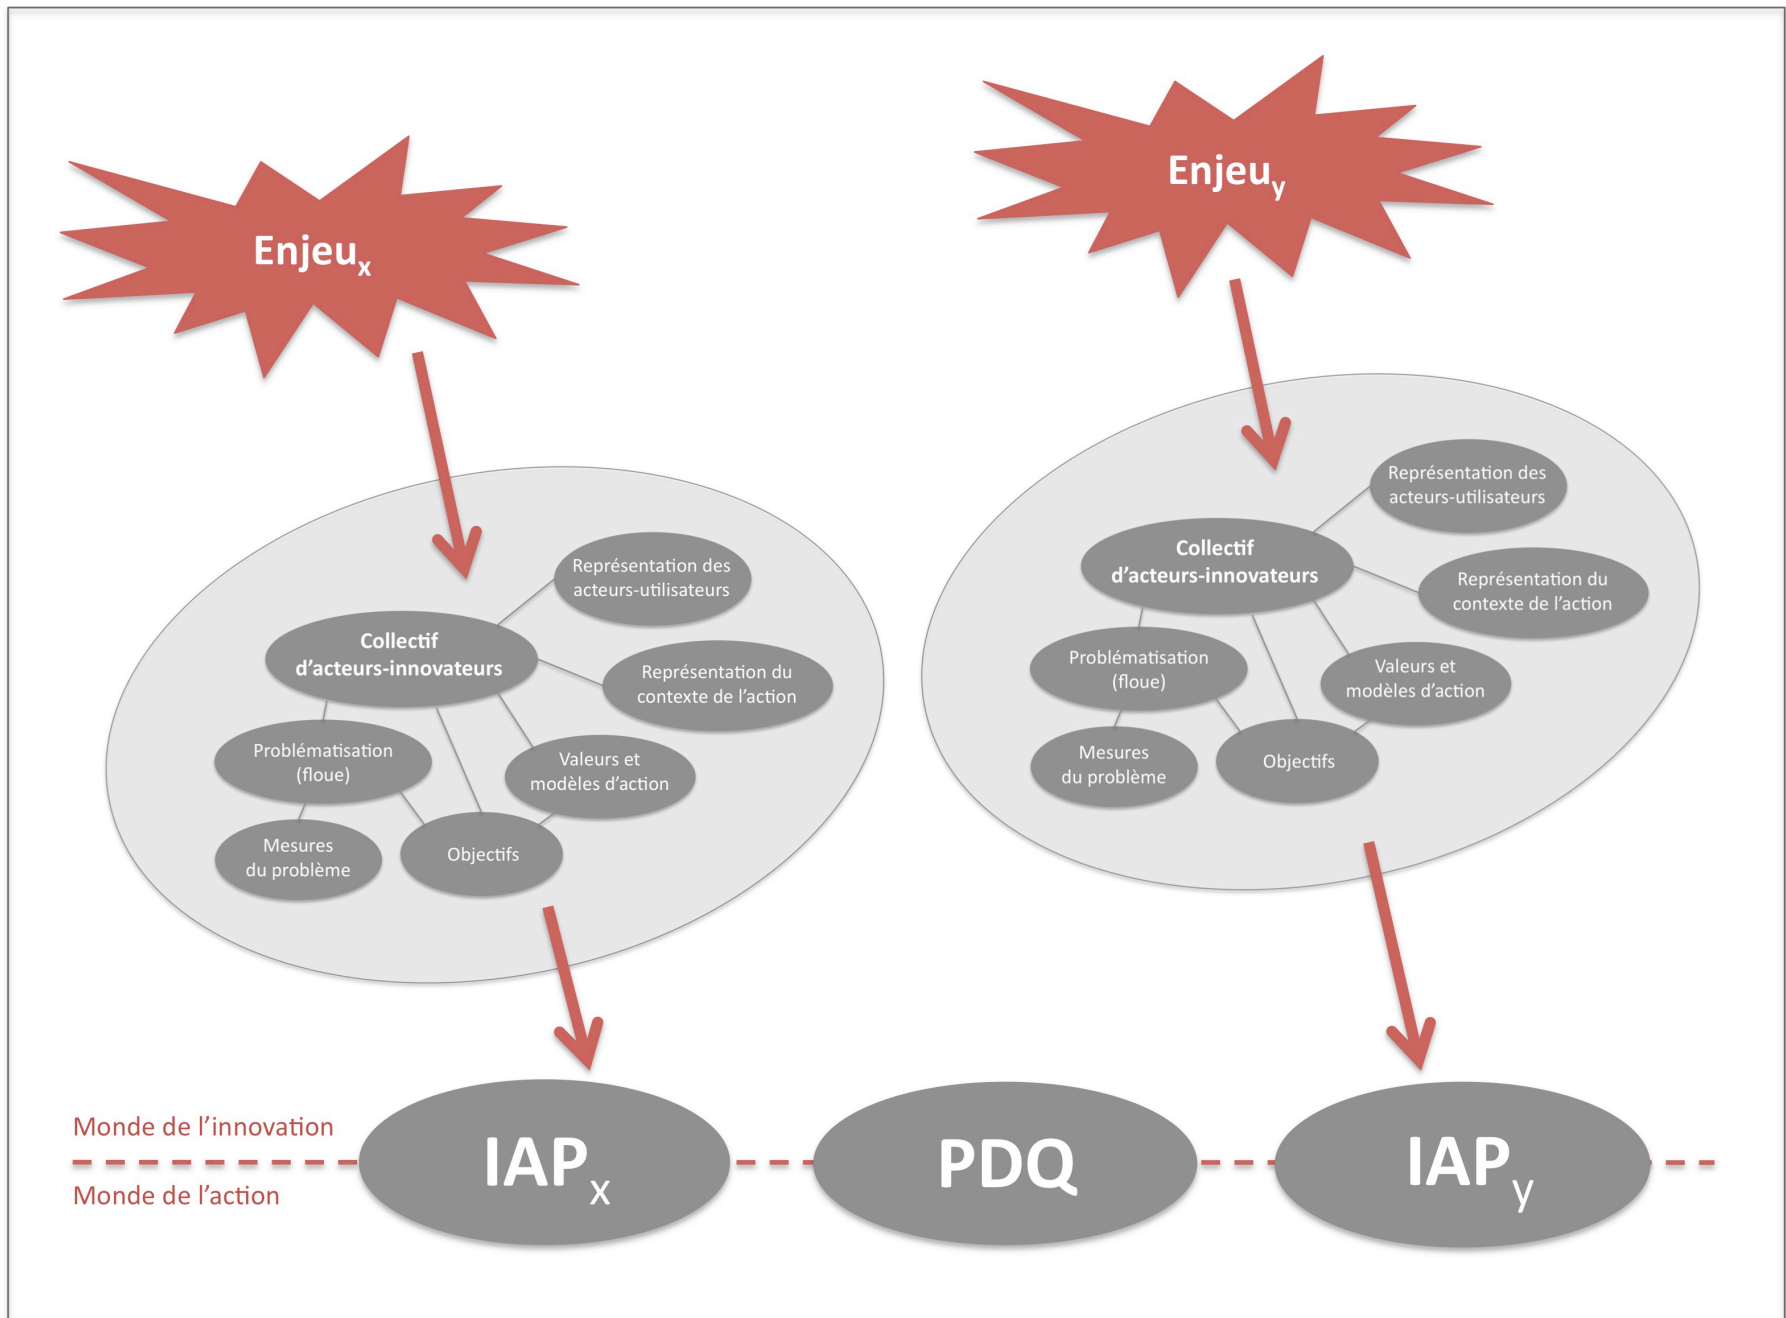 Enjeux
Enjeuy
Représentation des
acteurs-utilisateurs
Collectif
d'acteurs-innovateurs
Représentation du
contexte de l'action
Problématisation
(floue)
Valeurs et
modèles d'action
Mesures
du problème
Objectifs
Représentation des
acteurs-utilisateurs
Collectif
d'acteurs-innovateurs
Représentation du
contexte de l'action
Problématisation
(floue)
Valeurs et
modèles d'action
Mesures
du problème
Objectifs
Monde de l'innovation
Monde de l'action
IAPx
PDQ
IAPy